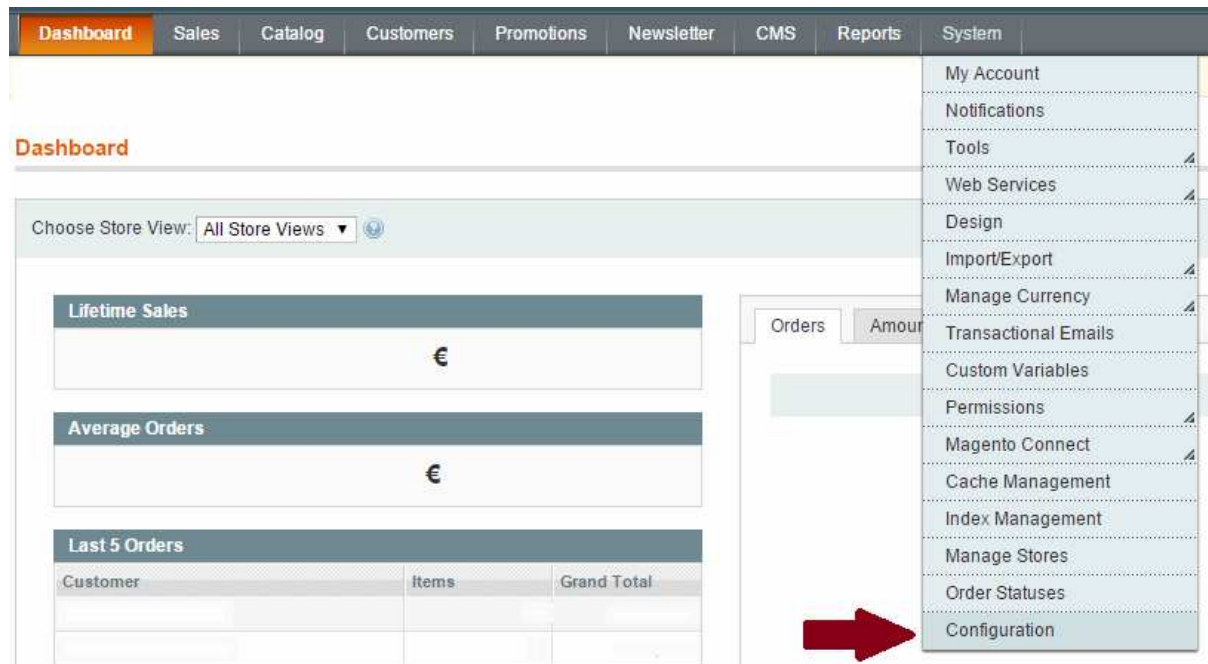 Dashboard Sales Catalog Customers Promotions Newsletter CMS Reports System
My Account
Notifications
Tools
Web Services
Design
Import/Export
Manage Currency
Transactional Emails
Custom Variables
Permissions
Magento Connect
Cache Management
Index Management
Manage Stores
Order Statuses
Configuration
Dashboard
Choose Store View: All Store Views
Lifetime Sales
€
Average Orders
€
Last 5 Orders
Customer Items Grand Total
Orders Amoun